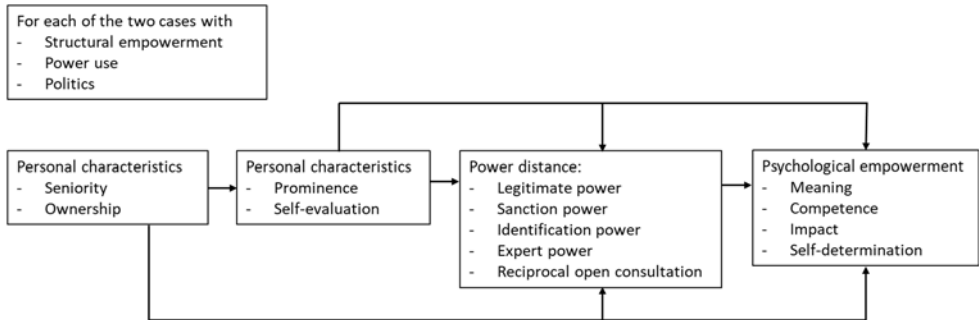 For each of the two cases with
- Structural empowerment
- Power use
- Politics
Personal characteristics
- Seniority
- Ownership
Personal characteristics
- Prominence
- Self-evaluation
Power distance:
- Legitimate power
- Sanction power
- Identification power
- Expert power
- Reciprocal open consultation
Psychological empowerment
- Meaning
- Competence
- Impact
- Self-determination